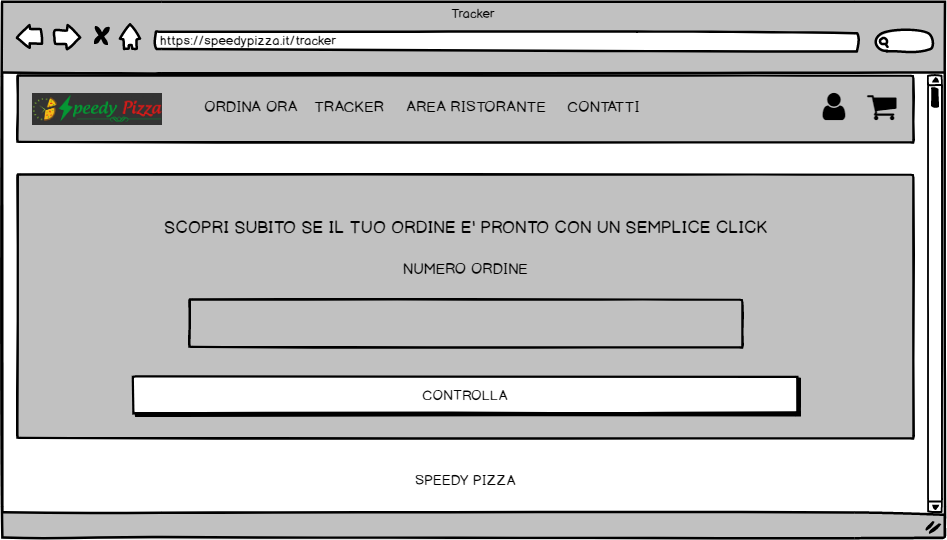 Tracker
https://speedypizza.it/tracker
Speedy Pizza
ORDINA ORA TRACKER AREA RISTORANTE CONTATTI
SCOPRI SUBITO SE IL TUO ORDINE E' PRONTO CON UN SEMPLICE CLICK
NUMERO ORDINE
CONTROLLA
SPEEDY PIZZA